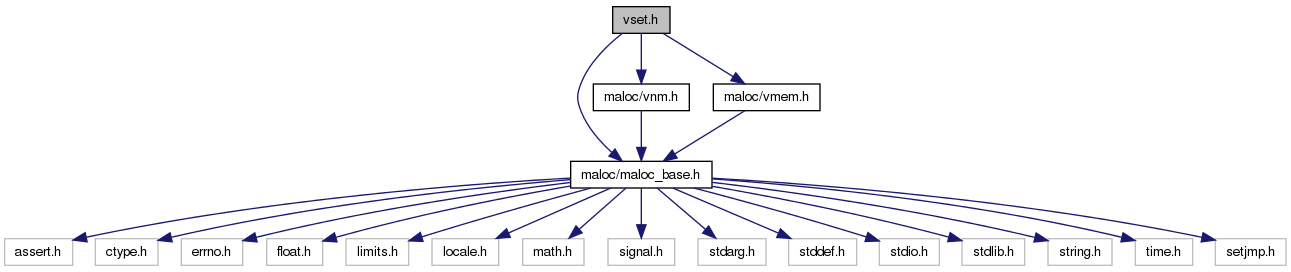 vset.h
maloc/vnm.h
maloc/vmem.h
maloc/maloc_base.h
assert.h
ctype.h
errno.h
float.h
limits.h
locale.h
math.h
signal.h
stdarg.h
stddef.h
stdio.h
stdlib.h
string.h
time.h
setjmp.h